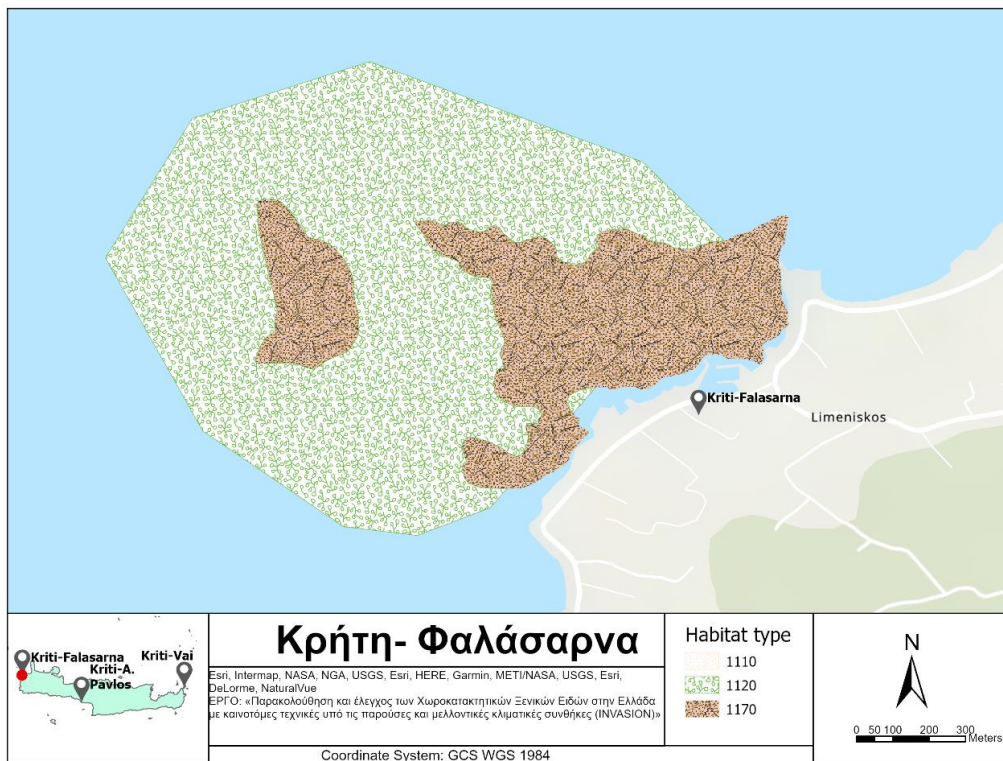 Kriti-Falasarna
Limeniskos
Kriti-Falasarna
Kriti-A.
Pavlos
Kriti-Vai
Κρήτη- Φαλάσαρνα
Esri, Intermap, NASA, NGA, USGS, Esri, HERE, Garmin, METI/NASA, USGS, Esri,
DeLorme, NaturalVue
ΕΡΓΟ: «Παρακολούθηση και έλεγχος των Χωροκατακτητικών Ξενικών Ειδών στην Ελλάδα
με καινοτόμες τεχνικές υπό τις παρούσες και μελλοντικές κλιματικές συνθήκες (INVASION)»
Coordinate System: GCS WGS 1984
Habitat type
1110
1120
1170
N
0 50 100 200 300
Meters